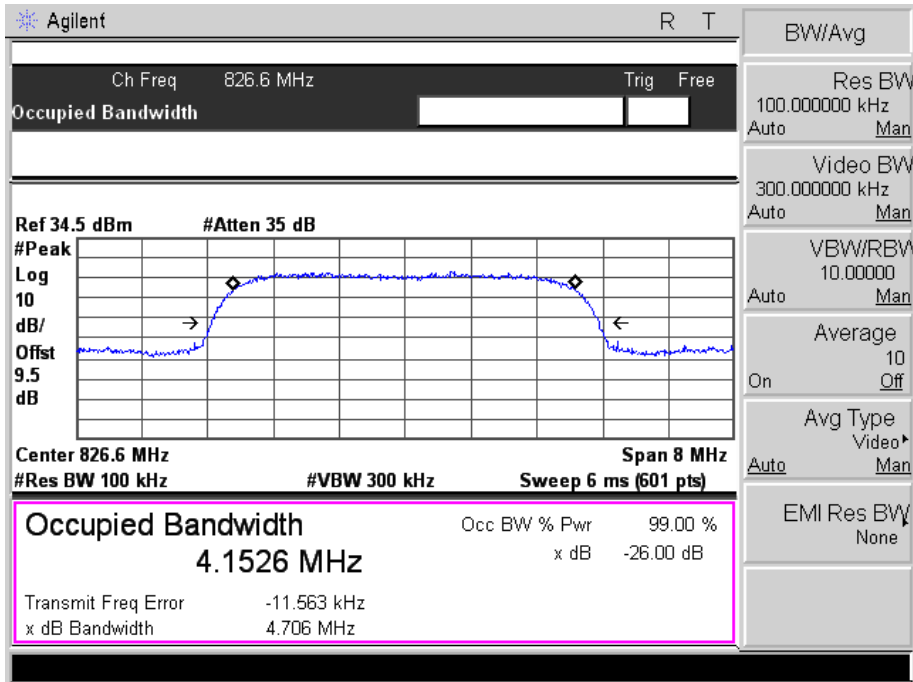 Agilent R T
Ch Freq 826.6 MHz Trig Free
Occupied Bandwidth
Ref 34.5 dBm #Atten 35 dB
#Peak
Log
10
dB/
Offst
9.5
dB
Center 826.6 MHz Span 8 MHz
#Res BW 100 kHz #VBW 300 kHz Sweep 6 ms (601 pts)
Occupied Bandwidth
4.1526 MHz
Occ BW % Pwr 99.00 %
x dB -26.00 dB
Transmit Freq Error -11.563 kHz
x dB Bandwidth 4.706 MHz
BW/Avg
Res BW
100.000000 kHz
Auto Man
Video BW
300.000000 kHz
Auto Man
VBW/RBW
10.00000
Auto Man
Average
10
On Off
Avg Type
Video
Auto Man
EMI Res BW
None